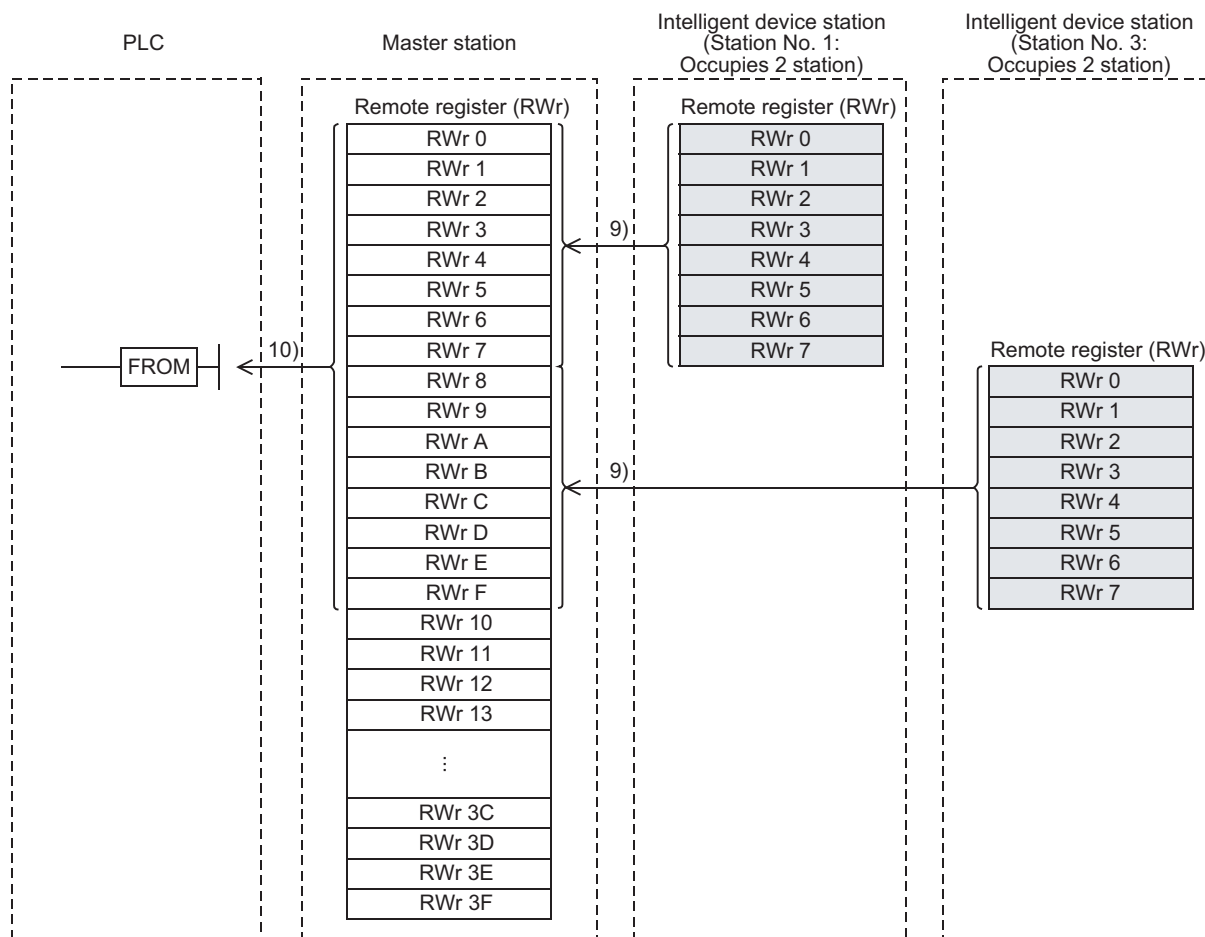 PLC
Master station
Intelligent device station
(Station No. 1:
Occupies 2 station)
Intelligent device station
(Station No. 3:
Occupies 2 station)
Remote register (RWr)
RWr 0
RWr 1
RWr 2
RWr 3
RWr 4
RWr 5
RWr 6
RWr 7
RWr 8
RWr 9
RWr A
RWr B
RWr C
RWr D
RWr E
RWr F
RWr 10
RWr 11
RWr 12
RWr 13
⋮
RWr 3C
RWr 3D
RWr 3E
RWr 3F
Remote register (RWr)
RWr 0
RWr 1
RWr 2
RWr 3
RWr 4
RWr 5
RWr 6
RWr 7
Remote register (RWr)
RWr 0
RWr 1
RWr 2
RWr 3
RWr 4
RWr 5
RWr 6
RWr 7
9)
9)
10)
FROM